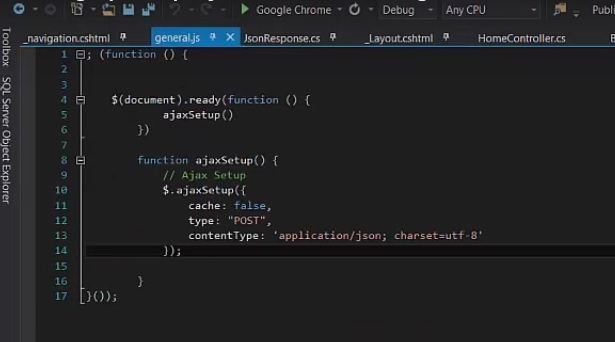 Google Chrome
Debug
Any CPU
Publi
_navigation.cshtml
general.js
JsonResponse.cs
_Layout.cshtml
HomeController.cs
Toolbox
SQL Server Object Explorer
1 ; (function () {
2
3
4 $(document).ready(function () {
5 ajaxSetup()
6 })
7
8 function ajaxSetup() {
9 // Ajax Setup
10 $.ajaxSetup({
11 cache: false,
12 type: "POST",
13 contentType: 'application/json; charset=utf-8'
14 });
15
16 }
17 }());